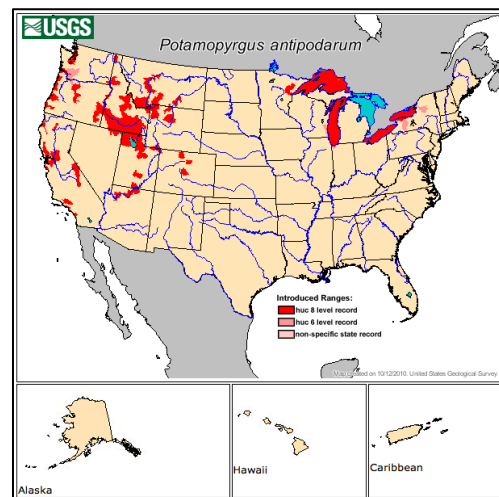 USGS
Potamopyrgus antipodarum
Introduced Ranges:
huc 8 level record
huc 6 level record
non-specific state record
Map created on 10/12/2010. United States Geological Survey
Alaska
Hawaii
Caribbean